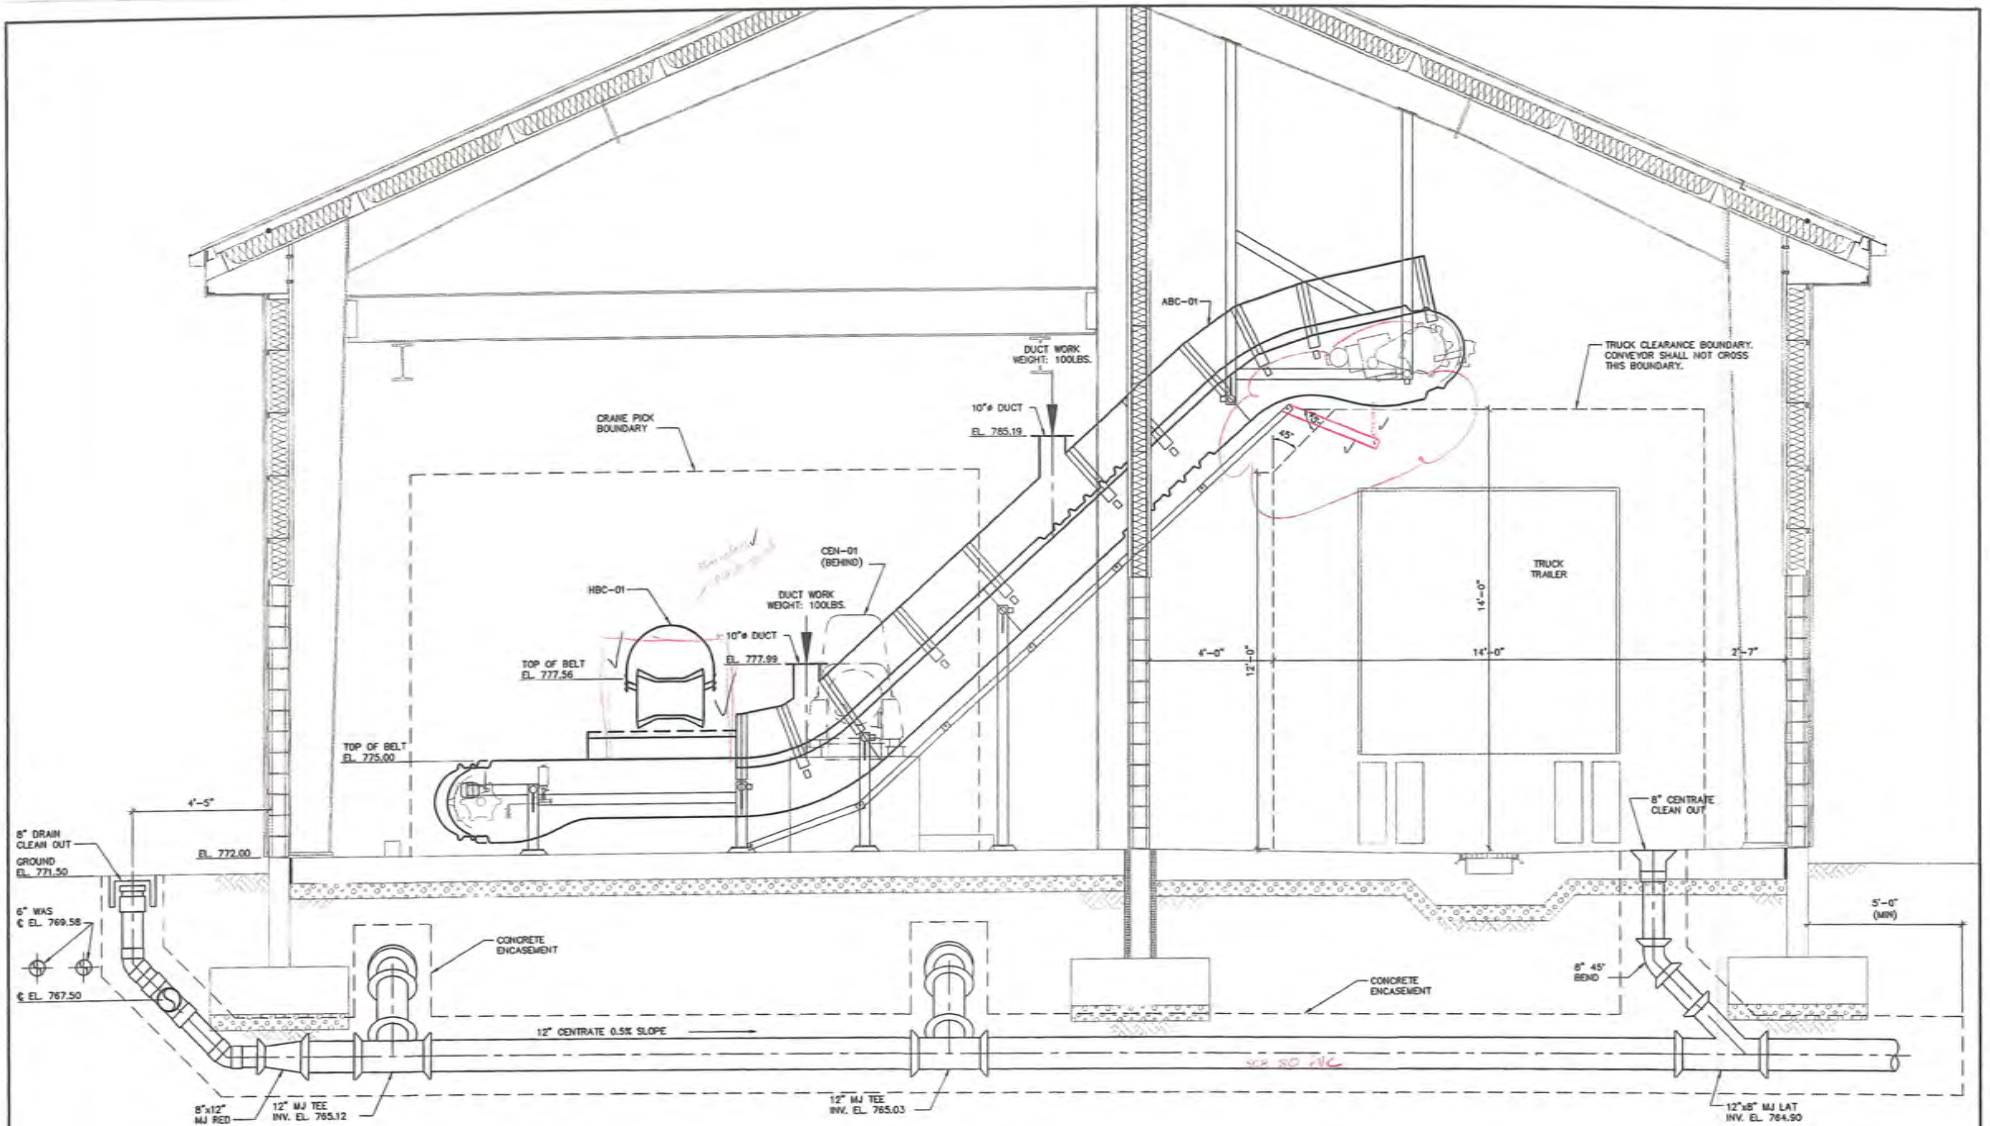 ABC-01
DUCT WORK
WEIGHT: 100LBS.
TRUCK CLEARANCE BOUNDARY.
CONVEYOR SHALL NOT CROSS
THIS BOUNDARY.
CRANE PICK
BOUNDARY
10"ø DUCT
EL. 785.19
45°
CEN-01
(BEHIND)
TRUCK
TRAILER
HBC-01
DUCT WORK
WEIGHT: 100LBS.
14'-0"
10"ø DUCT
EL. 777.99
TOP OF BELT
EL. 777.56
4'-0"
12'-0"
14'-0"
2'-7"
TOP OF BELT
EL. 775.00
4'-5"
8" CENTRATE
CLEAN OUT
8" DRAIN
CLEAN OUT
EL. 772.00
GROUND
EL. 771.50
6" WAS
℄ EL. 769.58
5'-0"
(MIN)
CONCRETE
ENCASEMENT
8" 45°
BEND
CONCRETE
ENCASEMENT
℄ EL. 767.50
12" CENTRATE 0.5% SLOPE
SCH 80 PVC
8"x12"
MJ RED
12" MJ TEE
INV. EL. 765.12
12" MJ TEE
INV. EL. 765.03
12"x8" MJ LAT
INV. EL. 764.90